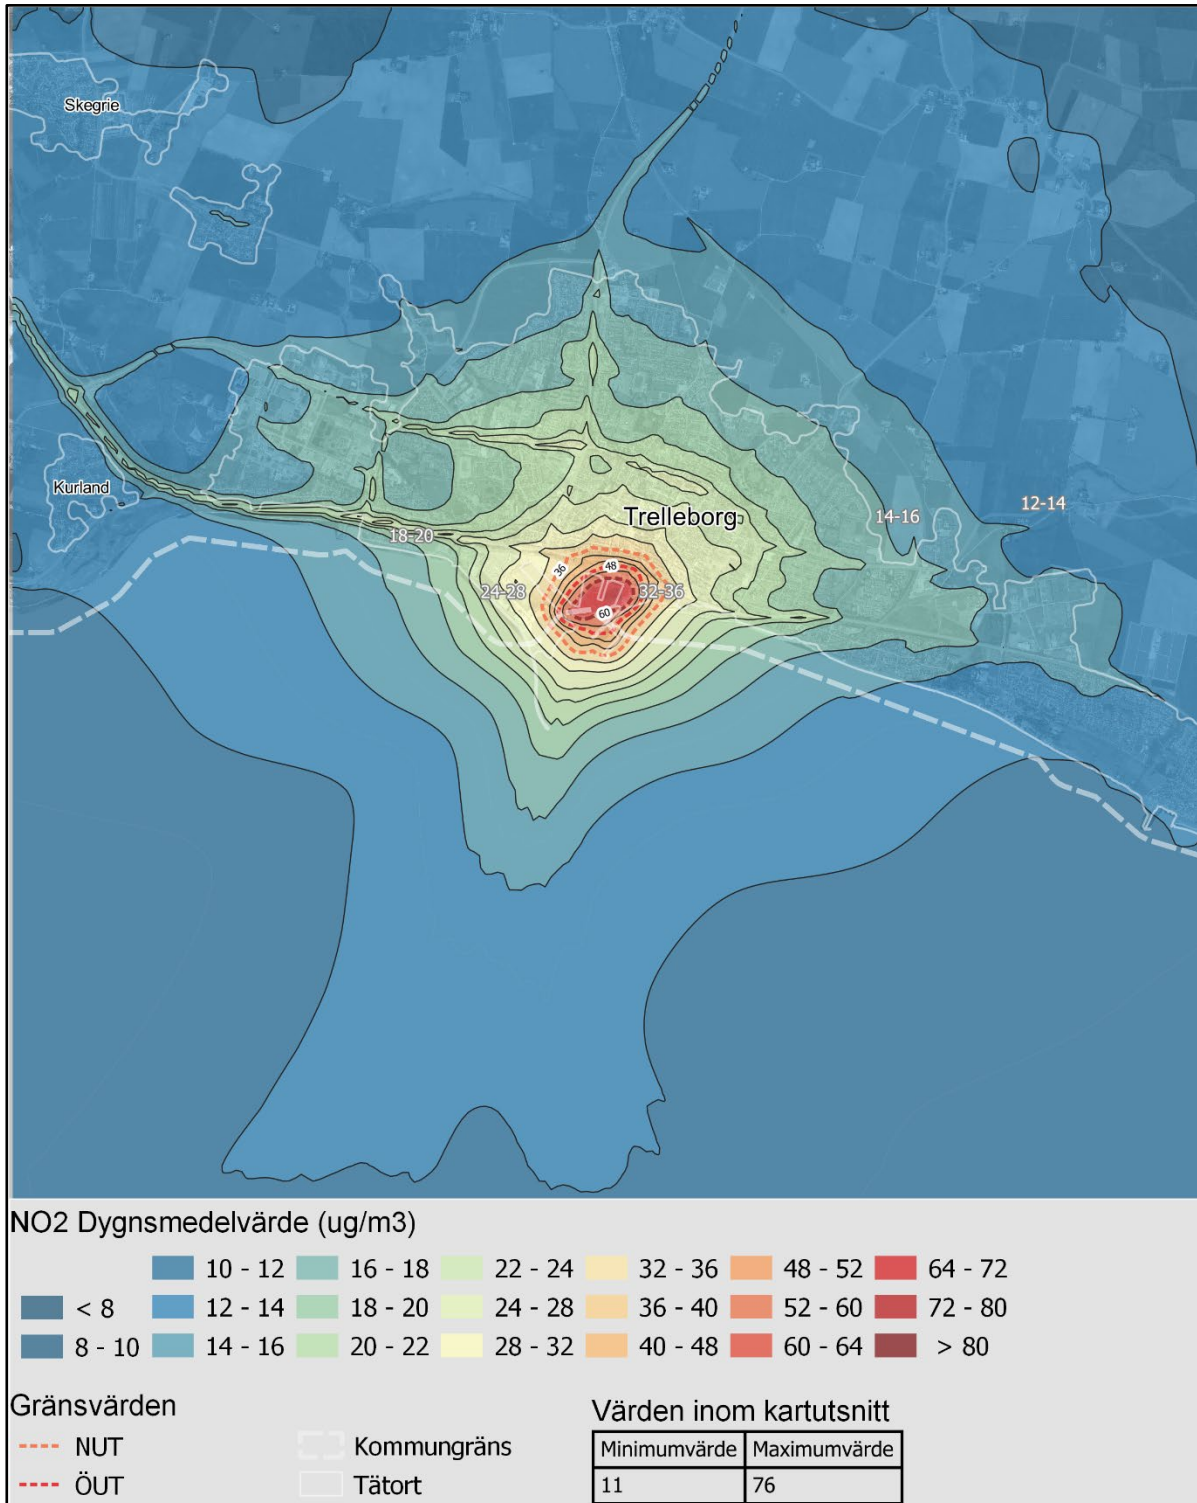 Skegrie
Kurland
Trelleborg
12-14
14-16
18-20
24-28
36
48
32-36
60
NO2 Dygnsmedelvärde (ug/m3)
10 - 12 16 - 18 22 - 24 32 - 36 48 - 52 64 - 72
< 8 12 - 14 18 - 20 24 - 28 36 - 40 52 - 60 72 - 80
8 - 10 14 - 16 20 - 22 28 - 32 40 - 48 60 - 64 > 80
Gränsvärden
NUT
ÖUT
Kommungräns
Tätort
Värden inom kartutsnitt
Minimumvärde Maximumvärde
11 76